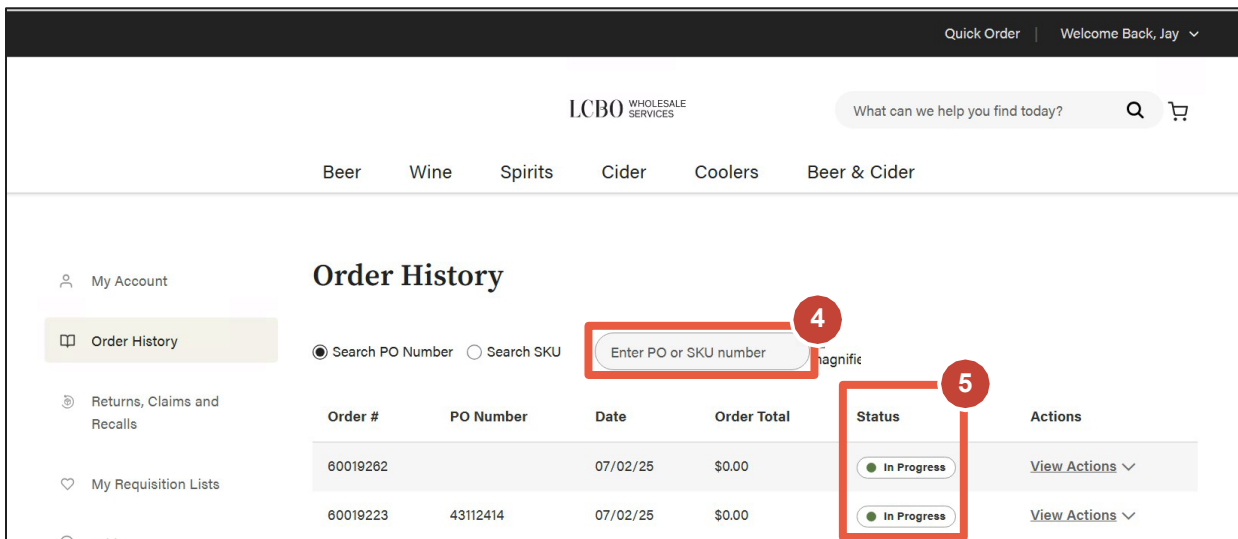 Quick Order | Welcome Back, Jay
LCBO WHOLESALE SERVICES
What can we help you find today?
Beer Wine Spirits Cider Coolers Beer & Cider
My Account
Order History
Returns, Claims and
Recalls
My Requisition Lists
Order History
Search PO Number Search SKU Enter PO or SKU number
4
5
Order # PO Number Date Order Total Status Actions
60019262 07/02/25 $0.00 In Progress View Actions
60019223 43112414 07/02/25 $0.00 In Progress View Actions